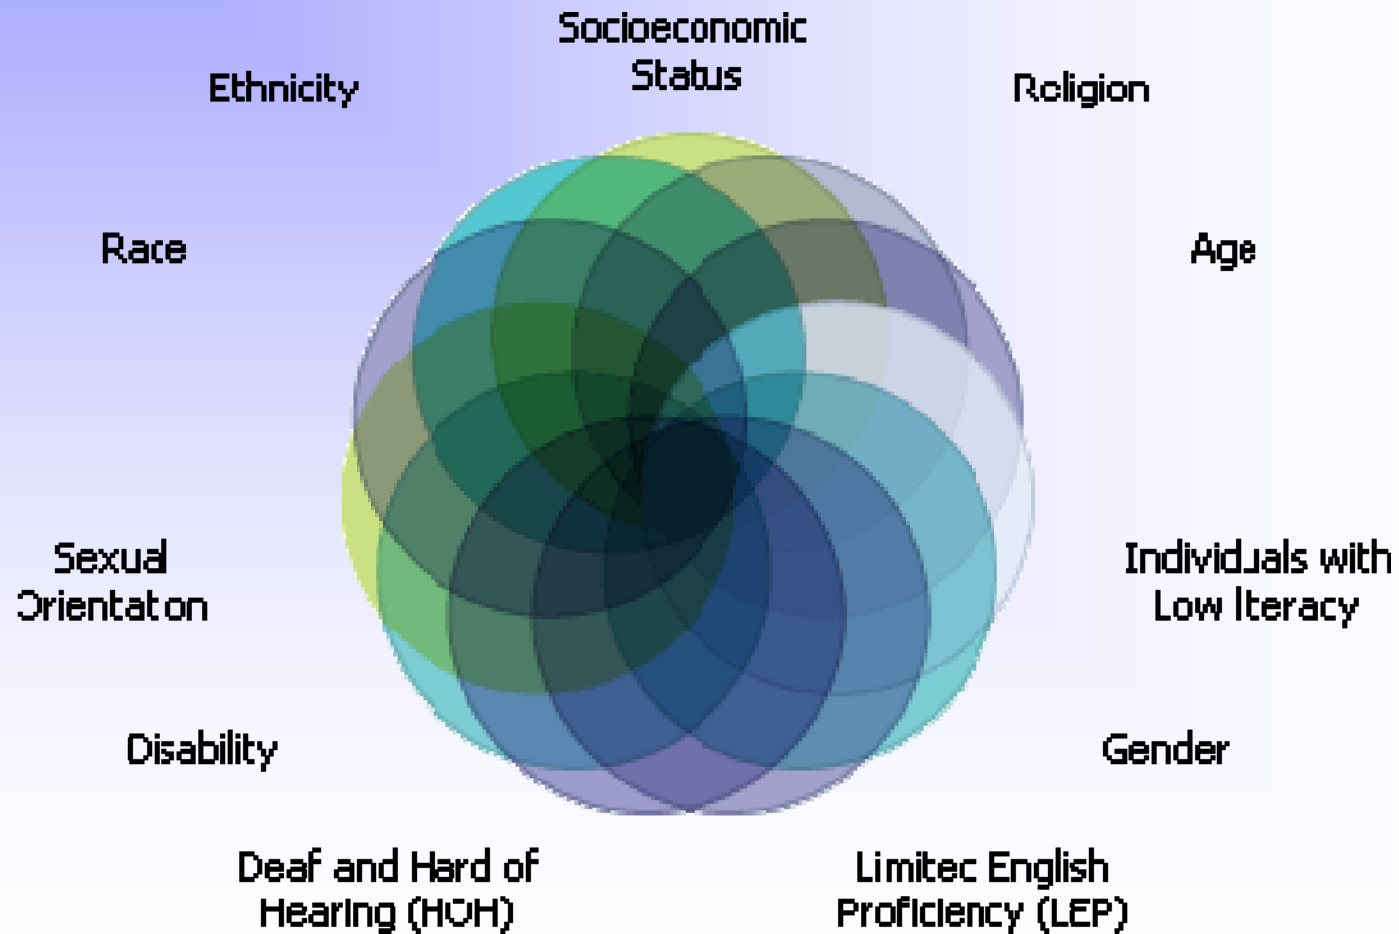 Socioeconomic
Status
Ethnicity
Religion
Race
Age
Sexual
Orientaton
Individuals with
Low lteracy
Disability
Gender
Deaf and Hard of
Hearing (HOH)
Limitec English
Proficiency (LEP)